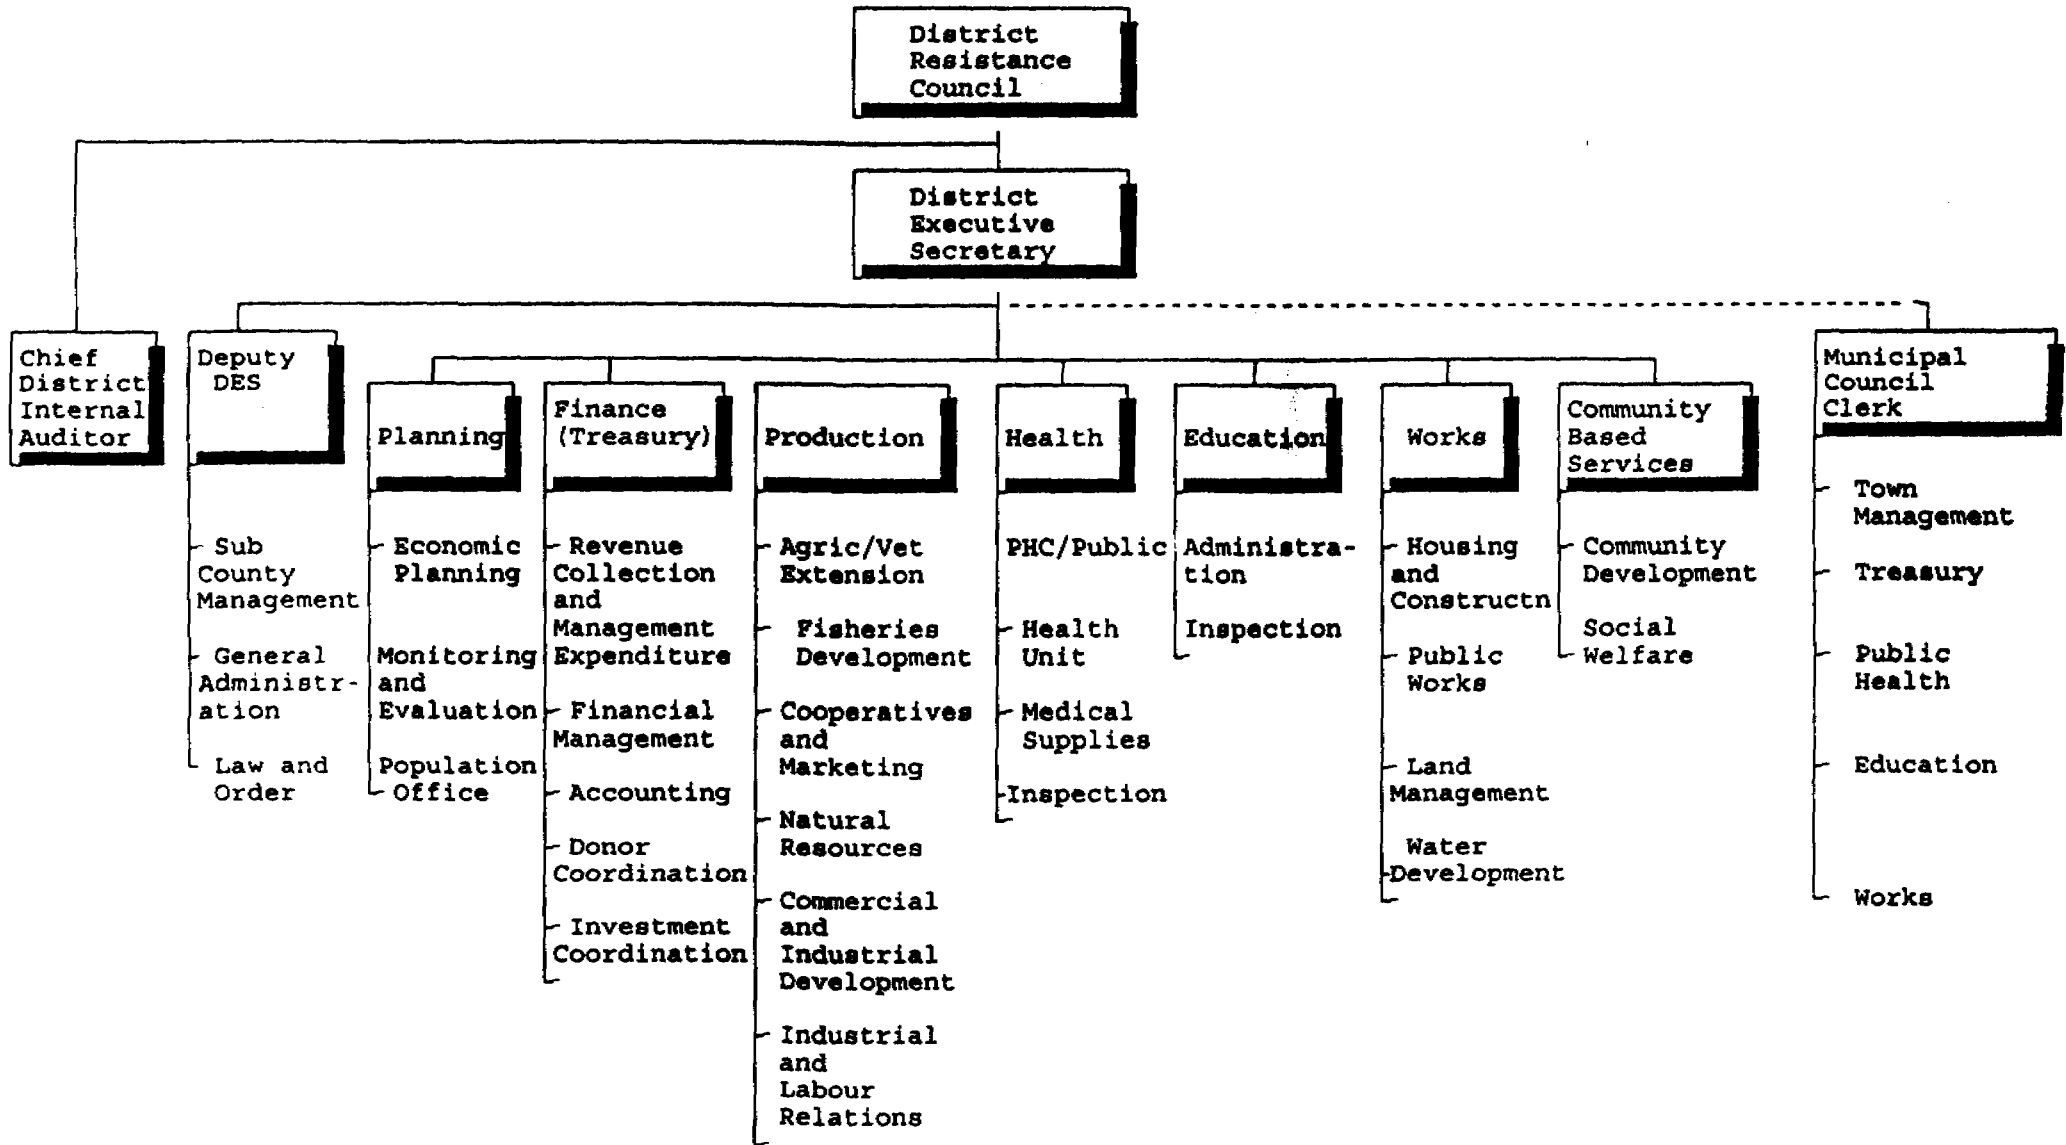 District
Resistance
Council
District
Executive
Secretary
Chief
District
Internal
Auditor
Deputy
DES
Sub
County
Management
General
Administr-
ation
Law and
Order
Planning
Economic
Planning
Monitoring
and
Evaluation
Population
Office
Finance
(Treasury)
Revenue
Collection
and
Management
Expenditure
Financial
Management
Accounting
Donor
Coordination
Investment
Coordination
Production
Agric/Vet
Extension
Fisheries
Development
Cooperatives
and
Marketing
Natural
Resources
Commercial
and
Industrial
Development
Industrial
and
Labour
Relations
Health
PHC/Public
Health
Unit
Medical
Supplies
Inspection
Education
Administra-
tion
Inspection
Works
Housing
and
Constructn
Public
Works
Land
Management
Water
Development
Community
Based
Services
Community
Development
Social
Welfare
Municipal
Council
Clerk
Town
Management
Treasury
Public
Health
Education
Works